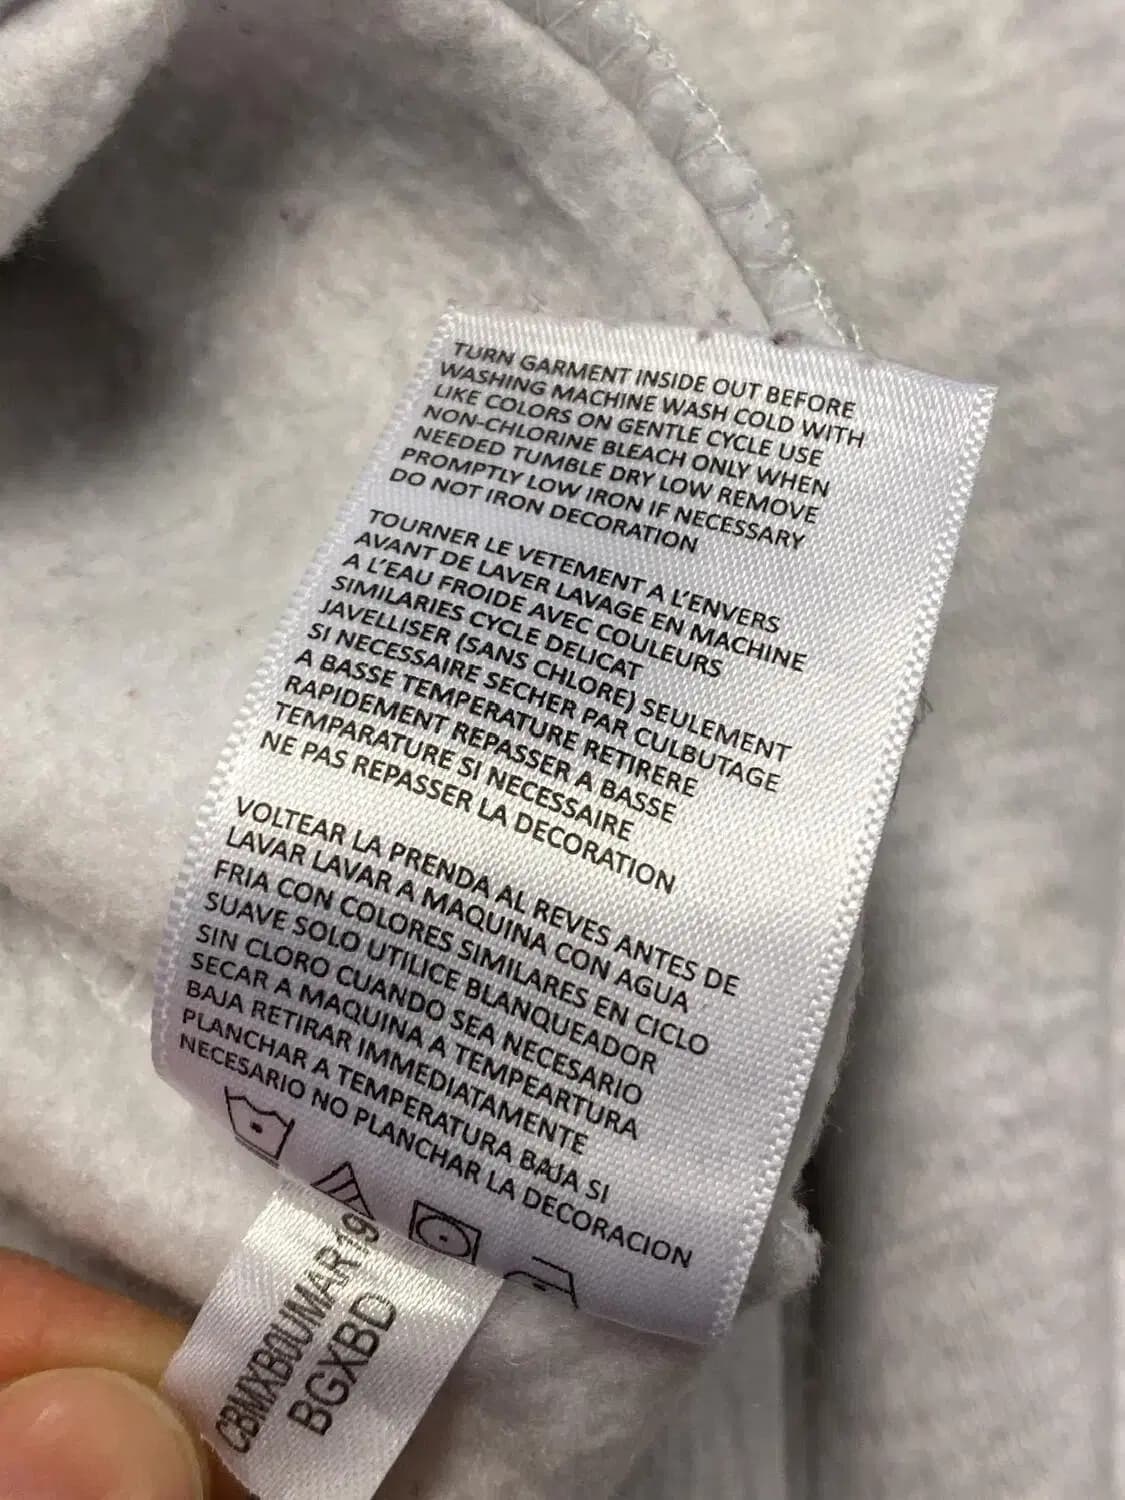 TURN GARMENT INSIDE OUT BEFORE
WASHING MACHINE WASH COLD WITH
LIKE COLORS ON GENTLE CYCLE USE
NON-CHLORINE BLEACH ONLY WHEN
NEEDED TUMBLE DRY LOW REMOVE
PROMPTLY LOW IRON IF NECESSARY
DO NOT IRON DECORATION
TOURNER LE VETEMENT A L'ENVERS
AVANT DE LAVER LAVAGE EN MACHINE
A L'EAU FROIDE AVEC COULEURS
SIMILARIES CYCLE DELICAT
JAVELLISER (SANS CHLORE) SEULEMENT
SI NECESSAIRE SECHER PAR CULBUTAGE
A BASSE TEMPERATURE RETIRERE
RAPIDEMENT REPASSER A BASSE
TEMPARATURE SI NECESSAIRE
NE PAS REPASSER LA DECORATION
VOLTEAR LA PRENDA AL REVES ANTES DE
LAVAR LAVAR A MAQUINA CON AGUA
FRIA CON COLORES SIMILARES EN CICLO
SUAVE SOLO UTILICE BLANQUEADOR
SIN CLORO CUANDO SEA NECESARIO
SECAR A MAQUINA A TEMPEARTURA
BAJA RETIRAR IMMEDIATAMENTE
PLANCHAR A TEMPERATURA BAJA SI
NECESARIO NO PLANCHAR LA DECORACION
CBMXBOUMAR19
BGXBD